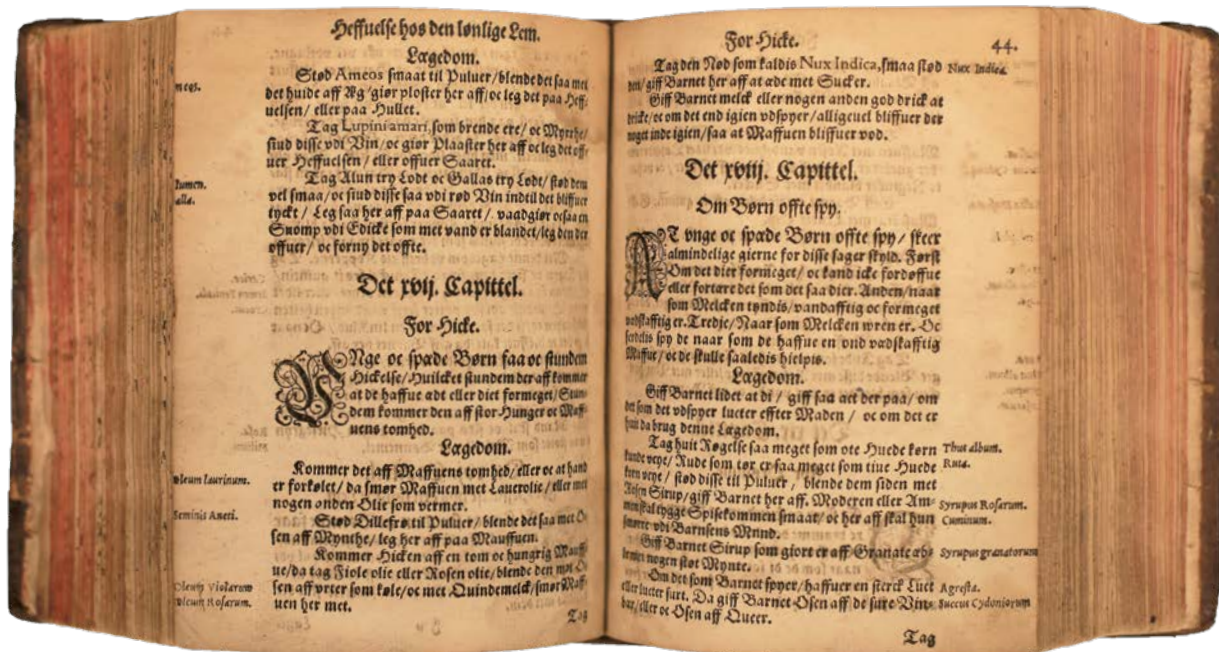 Heffuelse hos den lønlige Lem.
Lægedom.
Stød Ameos smaat til Puluer/blende det saa met
det huide aff Æg/giør ploster her aff/oc leg det paa Heff-
uelsen/ eller paa Hullet.
Tag Lupini amari, som brende ere/ oc Mynthe/
siud disse vdi Vin/oc giør Plaaster her aff oc leg det off-
uer Heffuelsen/ eller offuer Saaret.
Tag Alun try Lodt oc Gallas try Lodt/stød dem
vel smaa/oc siud disse saa vdi rød Vin indtil det bliffuer
tyckt/ Leg saa her aff paa Saaret/ vaadgiør ocsaa en
Suomp vdi Edicke som met vand er blandet/leg den der
offuer/ oc forny det offte.
Det xvij. Capittel.
For Hicke.
VNge oc spæde Børn faa oc stundem
Hickelse/Huilcket stundem der aff kommer
at de haffue ædt eller diet formeget/Stun-
dem kommer den aff stor Hunger oc Maff-
uens tomhed.
Lægedom.
Kommer det aff Maffuens tomhed/eller oc at hand
er forkølet/ da smør Maffuen met Lauerolie/eller met
nogen anden Olie som vermer.
Stød Dillefrø til Puluer/blende det saa met O-
sen aff Mynthe/leg her aff paa Mauffuen.
Kommer Hicken aff en tom oc hungrig Mauff-
ue/da tag Fiole olie eller Rosen olie/blende den met O-
sen aff vrter som køle/oc met Quindemelck/smør Maff-
uen her met.
Tag
meos.
lumen.
alla.
oleum laurinum.
Seminis Aneti.
Oleum Violarum
oleum Rosarum.
For Hicke.
44.
Tag den Nød som kaldis Nux Indica, smaa stød
den/giff Barnet her aff at æde met Sucker.
Giff Barnet melck eller nogen anden god drick at
dricke/oc om det end igien vdspyer/alligeuel bliffuer der
noget inde igien/saa at Maffuen bliffuer vod.
Det xviij. Capittel.
Om Børn offte spy.
AT vnge oc spæde Børn offte spy/ skeer
almindelige gierne for disse sager skyld. Først
Om det dier formeget/ oc kand icke fordøffue
eller fortære det som det saa dier. Anden/naar
som Melcken tyndis/vandafftig oc formeget
vædskafftig er. Tredje/Naar som Melcken wren er. Oc
serdelis spy de naar som de haffue en ond vædskafftig
Maffue/ oc de skulle saaledis hielpis.
Lægedom.
Giff Barnet lidet at di/ giff saa act der paa/ om
det som det vdspyer lucter effter Maden/ oc om det er
huit da brug denne Lægedom.
Tag huit Røgelse saa meget som otte Huede korn
kunde veye/ Rude som tør er saa meget som tiue Huede
korn veye/ stød disse til Puluer, blende dem siden met
Rosen Sirup/giff Barnet her aff. Moderen eller Am-
men skal tygge Spisekommen smaat/ oc her aff skal hun
smørre vdi Barnsens Mund.
Giff Barnet Sirup som giort er aff Granate æb-
le men nogen støt Mynte.
Om det som Barnet spyer/haffuer en sterck Luct
eller lucter surt. Da giff Barnet Osen aff de sure Vin-
bær/eller oc Osen aff Queer.
Tag
Nux Indica.
Thus album.
Ruta.
Syrupus Rosarum.
Cuminum.
Syrupus granatorum
Agresta.
Succus Cydoniorum